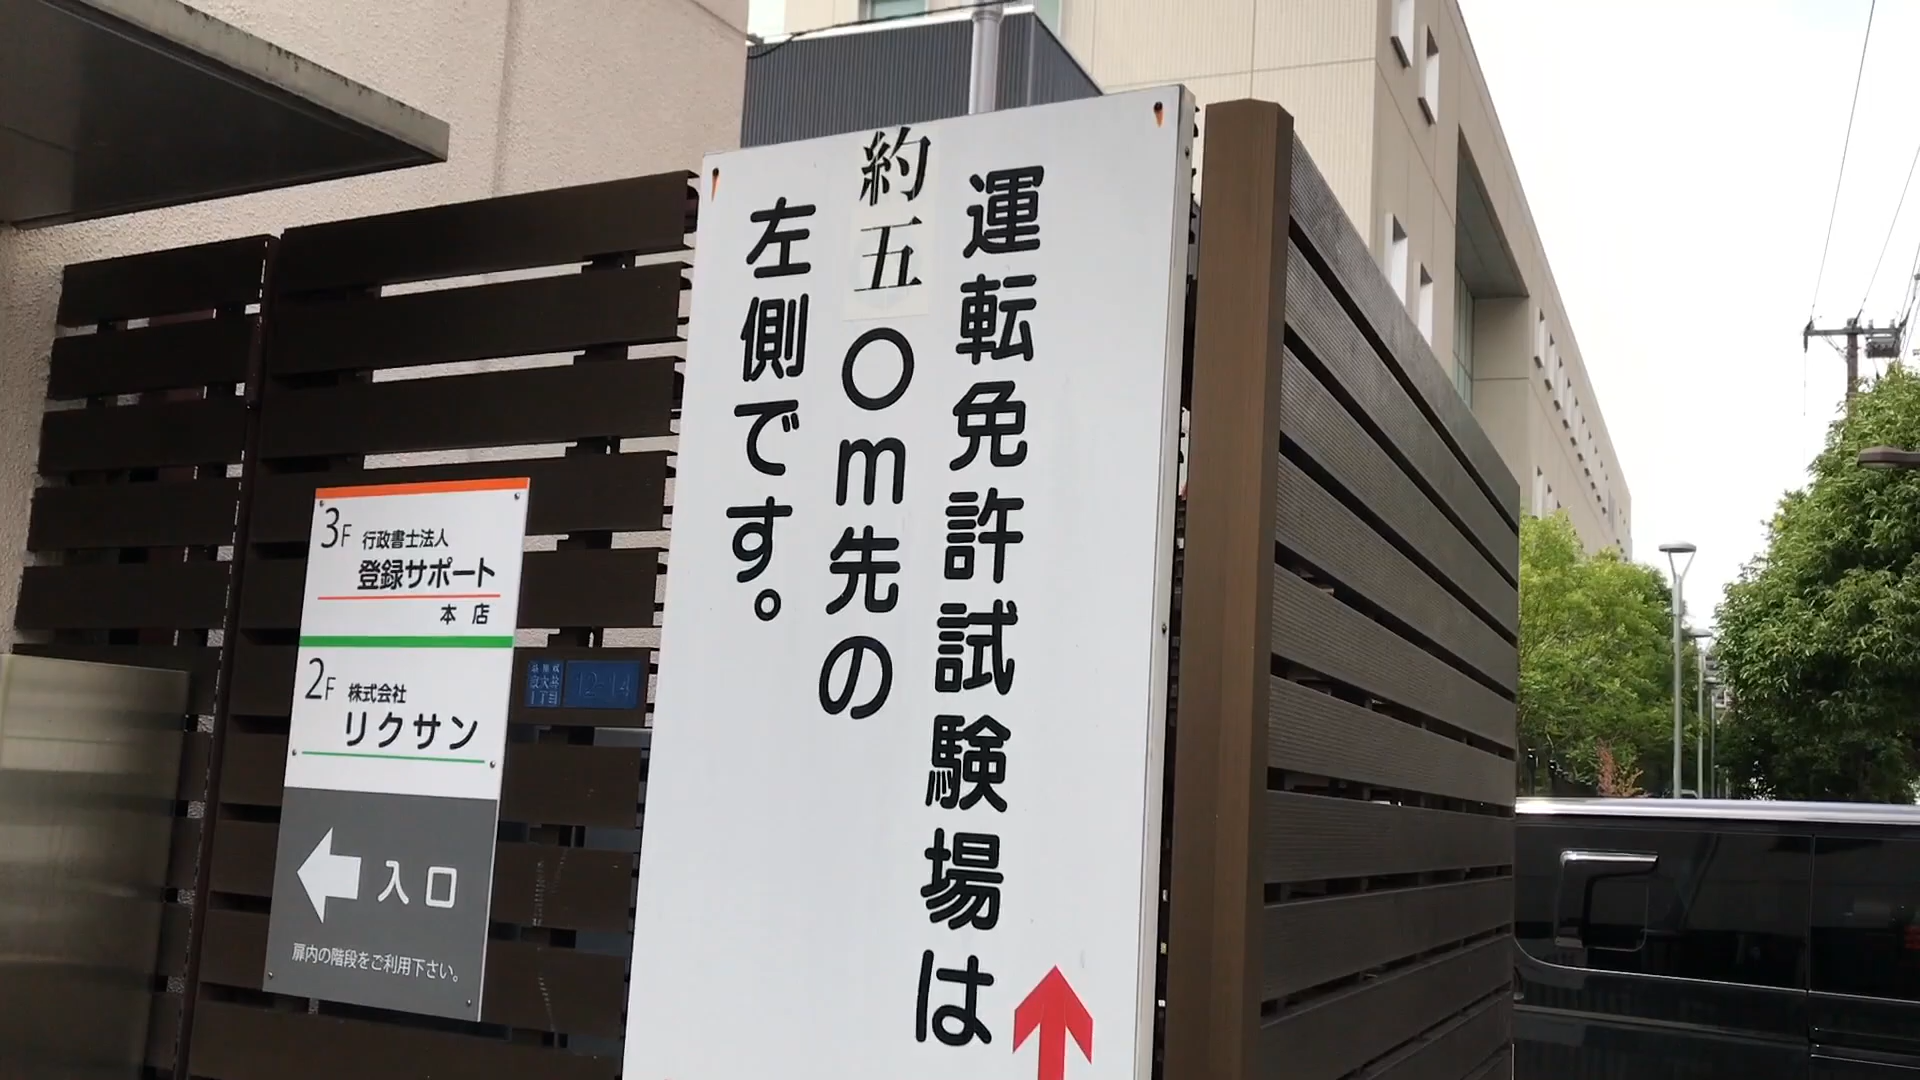 運転免許試験場は
約五〇m先の
左側です。
3F 行政書士法人
登録サポート
本店
2F 株式会社
リクサン
入口
扉内の階段をご利用下さい。
12-14